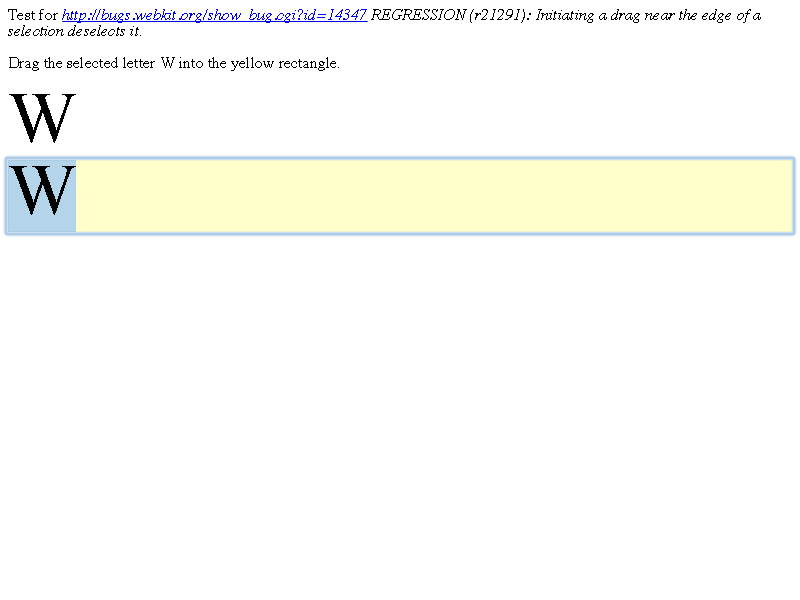 Test for http://bugs.webkit.org/show_bug.cgi?id=14347 REGRESSION (r21291): Initiating a drag near the edge of a
selection deselects it.
Drag the selected letter W into the yellow rectangle.
W
W